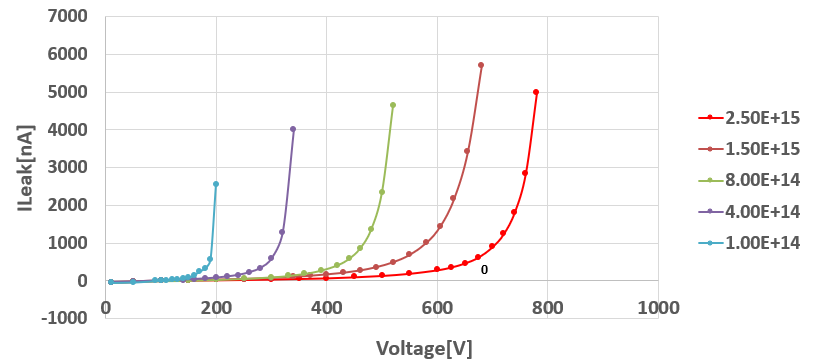 7000
6000
5000
4000
3000
2000
1000
0
-1000
ILeak[nA]
0
0 200 400 600 800 1000
Voltage[V]
2.50E+15
1.50E+15
8.00E+14
4.00E+14
1.00E+14